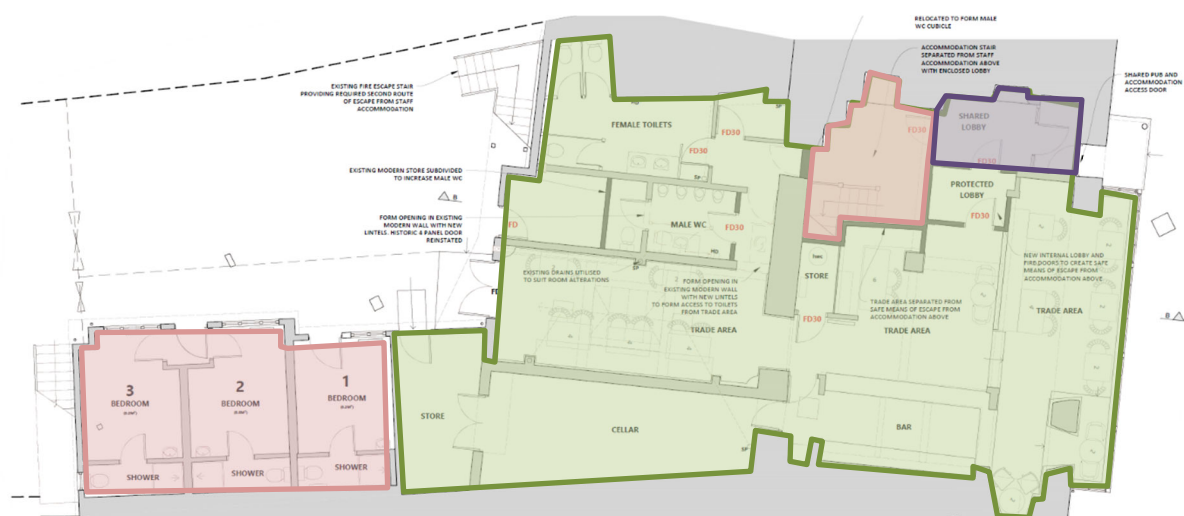 RELOCATED TO FORM MALE
WC CUBICLE
ACCOMMODATION STAIR
SEPARATED FROM STAFF
ACCOMMODATION ABOVE
WITH ENCLOSED LOBBY
SHARED PUB AND
ACCOMMODATION
ACCESS DOOR
EXISTING FIRE ESCAPE STAIR
PROVIDING REQUIRED SECOND ROUTE
OF ESCAPE FROM STAFF
ACCOMMODATION
FEMALE TOILETS
FD30
FD30
FD30
SHARED
LOBBY
FD30
EXISTING MODERN STORE SUBDIVIDED
TO INCREASE MALE WC
B
PROTECTED
LOBBY
FD30
FORM OPENING IN EXISTING
MODERN WALL WITH NEW
LINTELS. HISTORIC 4 PANEL DOOR
REINSTATED
FD
MALE WC
FD30
EXISTING DRAINS UTILISED
TO SUIT ROOM ALTERATIONS
FORM OPENING IN
EXISTING MODERN WALL
WITH NEW LINTELS
TO FORM ACCESS TO TOILETS
FROM TRADE AREA
TRADE AREA
STORE
FD30
TRADE AREA SEPARATED FROM
SAFE MEANS OF ESCAPE FROM
ACCOMMODATION ABOVE
TRADE AREA
NEW INTERNAL LOBBY AND
FIRE DOORS TO CREATE SAFE
MEANS OF ESCAPE FROM
ACCOMMODATION ABOVE
TRADE AREA
B
FD
3
BEDROOM
2
BEDROOM
1
BEDROOM
SHOWER
SHOWER
SHOWER
STORE
CELLAR
BAR